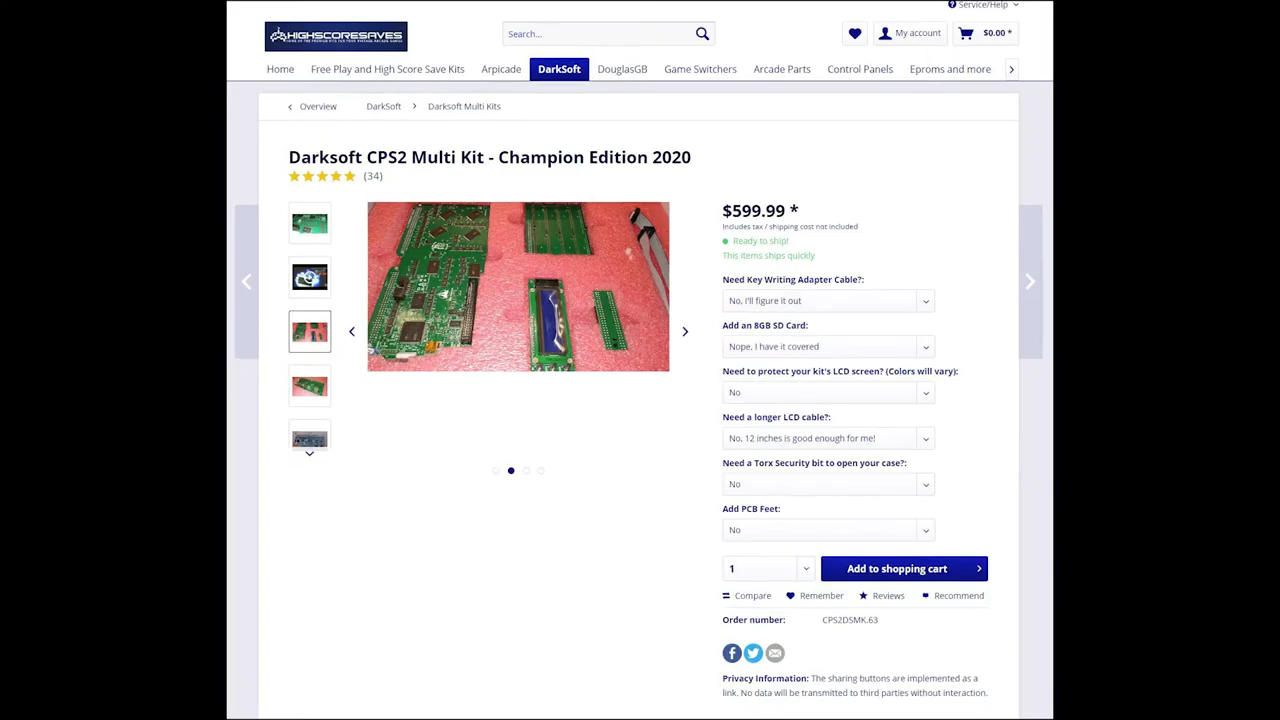 Service/Help
HIGHSCORESAVES
Search...
My account
$0.00 *
Home Free Play and High Score Save Kits Arpicade DarkSoft DouglasGB Game Switchers Arcade Parts Control Panels Eproms and more
Overview DarkSoft Darksoft Multi Kits
Darksoft CPS2 Multi Kit - Champion Edition 2020
(34)
$599.99 *
Includes tax / shipping cost not included
Ready to ship!
This items ships quickly
Need Key Writing Adapter Cable?:
No, I'll figure it out
Add an 8GB SD Card:
Nope, I have it covered
Need to protect your kit's LCD screen? (Colors will vary):
No
Need a longer LCD cable?:
No, 12 inches is good enough for me!
Need a Torx Security bit to open your case?:
No
Add PCB Feet:
No
1 Add to shopping cart
Compare Remember Reviews Recommend
Order number: CPS2DSMK.63
Privacy Information: The sharing buttons are implemented as a
link. No data will be transmitted to third parties without interaction.